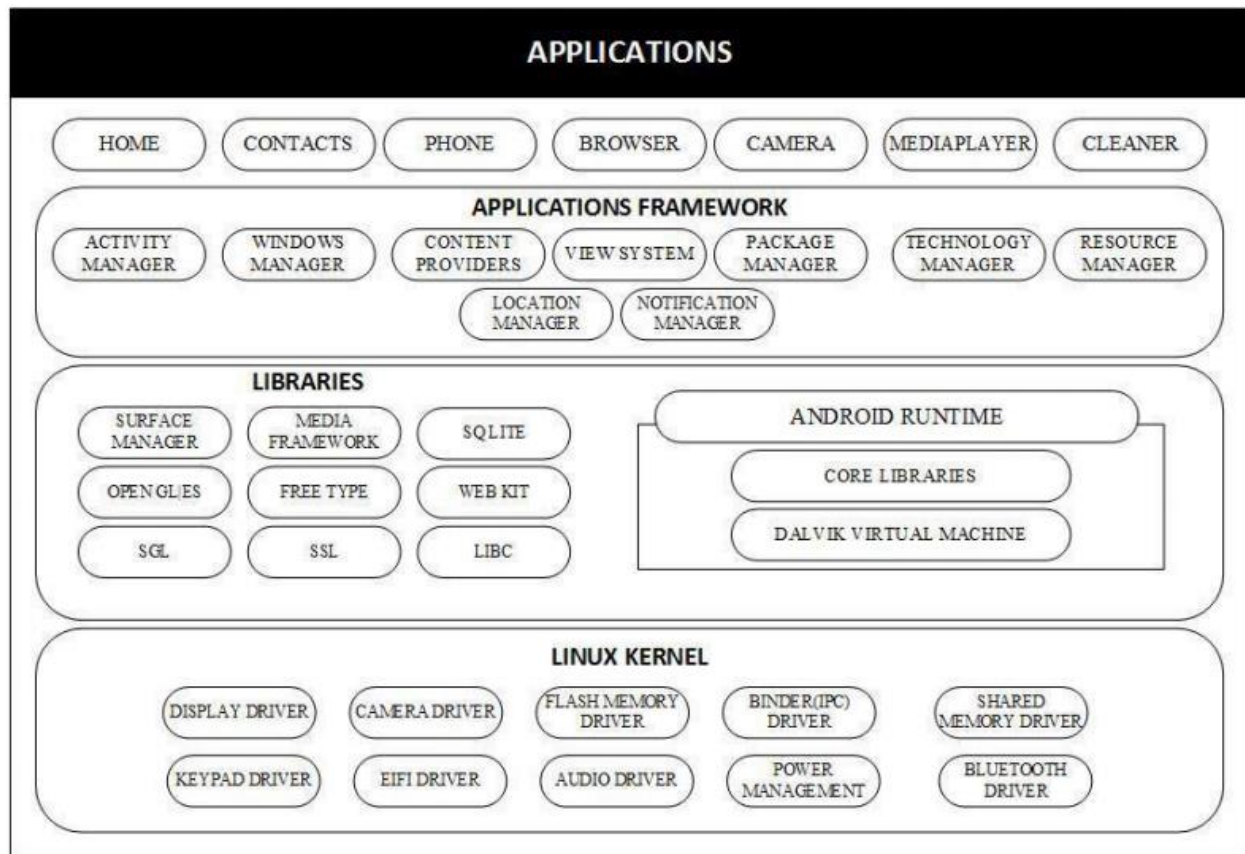 APPLICATIONS
HOME
CONTACTS
PHONE
BROWSER
CAMERA
MEDIAPLAYER
CLEANER
APPLICATIONS FRAMEWORK
ACTIVITY
MANAGER
WINDOWS
MANAGER
CONTENT
PROVIDERS
VIEW SYSTEM
PACKAGE
MANAGER
TECHNOLOGY
MANAGER
RESOURCE
MANAGER
LOCATION
MANAGER
NOTIFICATION
MANAGER
LIBRARIES
SURFACE
MANAGER
MEDIA
FRAMEWORK
SQLITE
OPEN GL|ES
FREE TYPE
WEB KIT
SGL
SSL
LIBC
ANDROID RUNTIME
CORE LIBRARIES
DALVIK VIRTUAL MACHINE
LINUX KERNEL
DISPLAY DRIVER
CAMERA DRIVER
FLASH MEMORY
DRIVER
BINDER(IPC)
DRIVER
SHARED
MEMORY DRIVER
KEYPAD DRIVER
EIFI DRIVER
AUDIO DRIVER
POWER
MANAGEMENT
BLUETOOTH
DRIVER